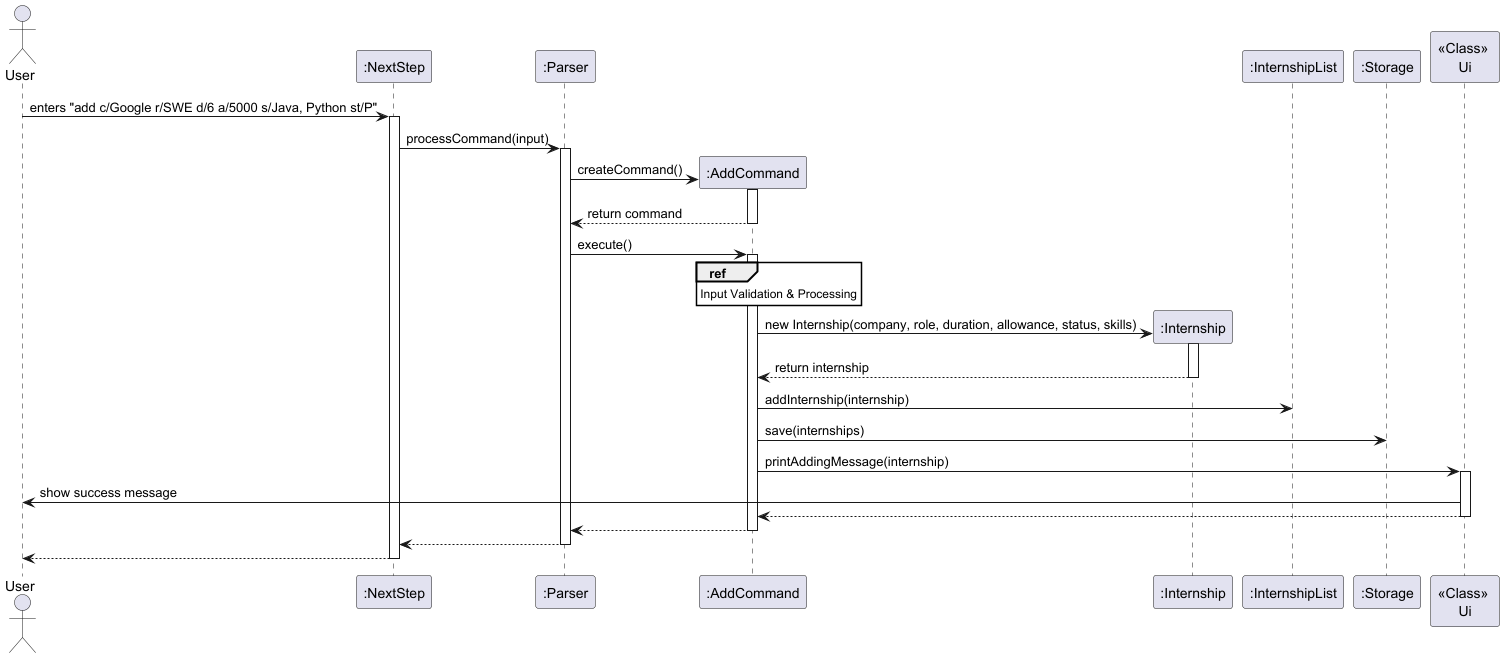 User
:NextStep
:Parser
:InternshipList
:Storage
«Class»
Ui
enters "add c/Google r/SWE d/6 a/5000 s/Java, Python st/P"
processCommand(input)
createCommand()
:AddCommand
return command
execute()
ref
Input Validation & Processing
new Internship(company, role, duration, allowance, status, skills)
:Internship
return internship
addInternship(internship)
save(internships)
printAddingMessage(internship)
show success message
User
:NextStep
:Parser
:AddCommand
:Internship
:InternshipList
:Storage
«Class»
Ui